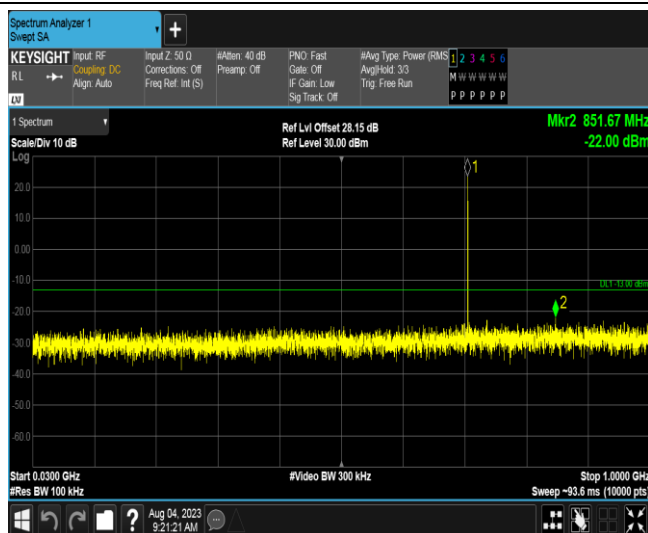 Spectrum Analyzer 1
Swept SA
+
KEYSIGHT
RL
LXI
Input: RF
Coupling: DC
Align: Auto
Input Z: 50 Ω
Corrections: Off
Freq Ref: Int (S)
#Atten: 40 dB
Preamp: Off
PNO: Fast
Gate: Off
IF Gain: Low
Sig Track: Off
#Avg Type: Power (RMS
Avg|Hold: 3/3
Trig: Free Run
1 2 3 4 5 6
M W W W W W
P P P P P P
1 Spectrum
Scale/Div 10 dB
Ref Lvl Offset 28.15 dB
Ref Level 30.00 dBm
Mkr2 851.67 MHz
-22.00 dBm
Log
1
20.0
10.0
0.00
-10.0
DL1 -13.00 dBm
2
-20.0
-30.0
-40.0
-50.0
-60.0
Start 0.0300 GHz
#Res BW 100 kHz
#Video BW 300 kHz
Stop 1.0000 GHz
Sweep ~93.6 ms (10000 pts)
?
Aug 04, 2023
9:21:21 AM